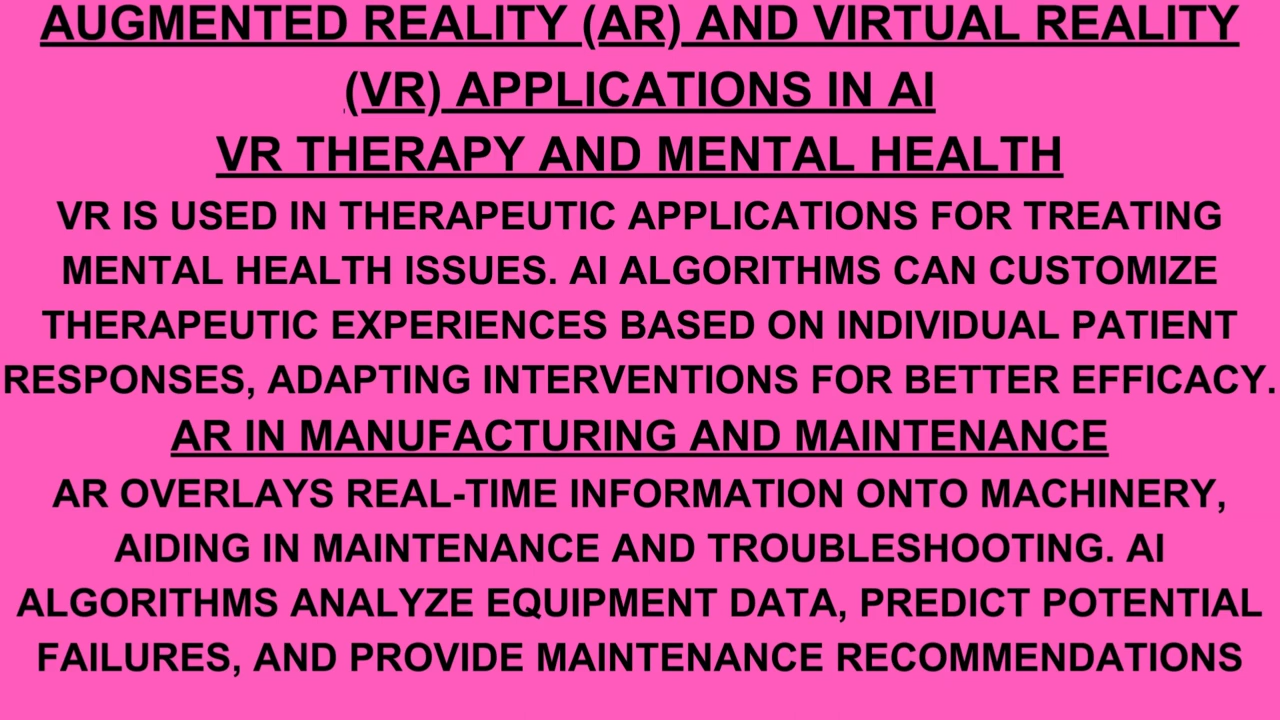 AUGMENTED REALITY (AR) AND VIRTUAL REALITY
(VR) APPLICATIONS IN AI
VR THERAPY AND MENTAL HEALTH
VR IS USED IN THERAPEUTIC APPLICATIONS FOR TREATING
MENTAL HEALTH ISSUES. AI ALGORITHMS CAN CUSTOMIZE
THERAPEUTIC EXPERIENCES BASED ON INDIVIDUAL PATIENT
RESPONSES, ADAPTING INTERVENTIONS FOR BETTER EFFICACY.
AR IN MANUFACTURING AND MAINTENANCE
AR OVERLAYS REAL-TIME INFORMATION ONTO MACHINERY,
AIDING IN MAINTENANCE AND TROUBLESHOOTING. AI
ALGORITHMS ANALYZE EQUIPMENT DATA, PREDICT POTENTIAL
FAILURES, AND PROVIDE MAINTENANCE RECOMMENDATIONS